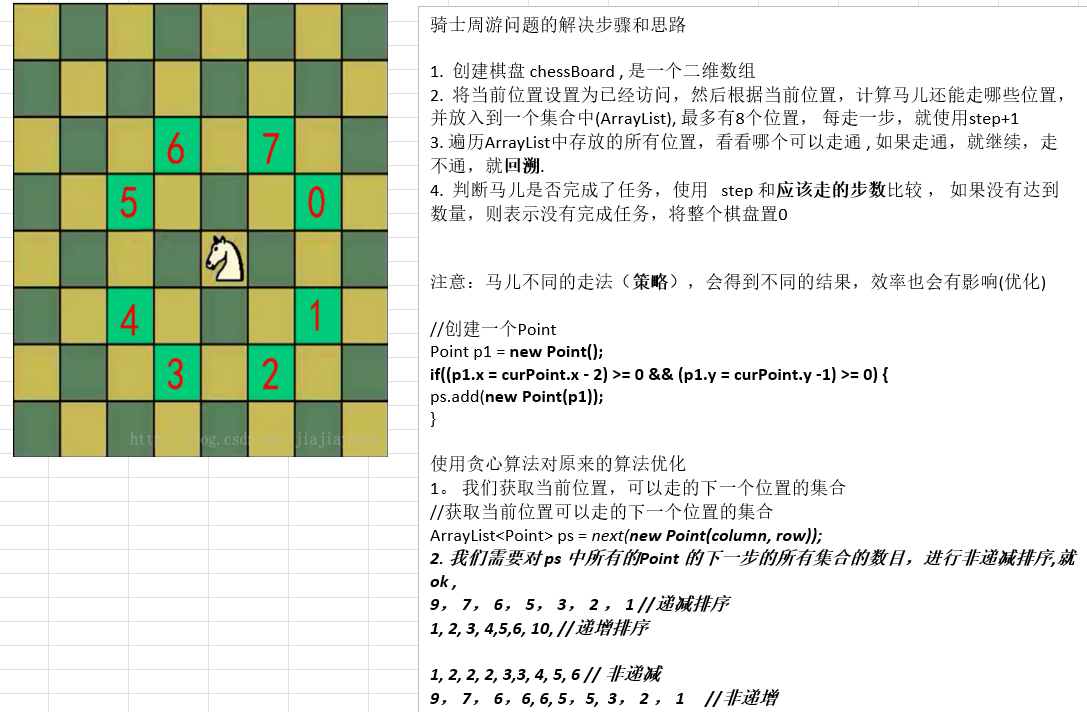 6
7
5
0
4
1
3
2
骑士周游问题的解决步骤和思路
1. 创建棋盘 chessBoard , 是一个二维数组
2. 将当前位置设置为已经访问，然后根据当前位置，计算马儿还能走哪些位置，
并放入到一个集合中(ArrayList), 最多有8个位置， 每走一步，就使用step+1
3. 遍历ArrayList中存放的所有位置，看看哪个可以走通 , 如果走通，就继续，走
不通，就回溯.
4. 判断马儿是否完成了任务，使用 step 和应该走的步数比较 ， 如果没有达到
数量，则表示没有完成任务，将整个棋盘置0
注意：马儿不同的走法（策略），会得到不同的结果，效率也会有影响(优化)
//创建一个Point
Point p1 = new Point();
if((p1.x = curPoint.x - 2) >= 0 && (p1.y = curPoint.y -1) >= 0) {
ps.add(new Point(p1));
}
使用贪心算法对原来的算法优化
1。 我们获取当前位置，可以走的下一个位置的集合
//获取当前位置可以走的下一个位置的集合
ArrayList<Point> ps = next(new Point(column, row));
2. 我们需要对 ps 中所有的Point 的下一步的所有集合的数目，进行非递减排序,就
ok ,
9， 7， 6， 5， 3， 2 ， 1 //递减排序
1, 2, 3, 4,5,6, 10, //递增排序
1, 2, 2, 2, 3,3, 4, 5, 6 // 非递减
9， 7， 6，6, 6, 5，5, 3， 2 ， 1 //非递增